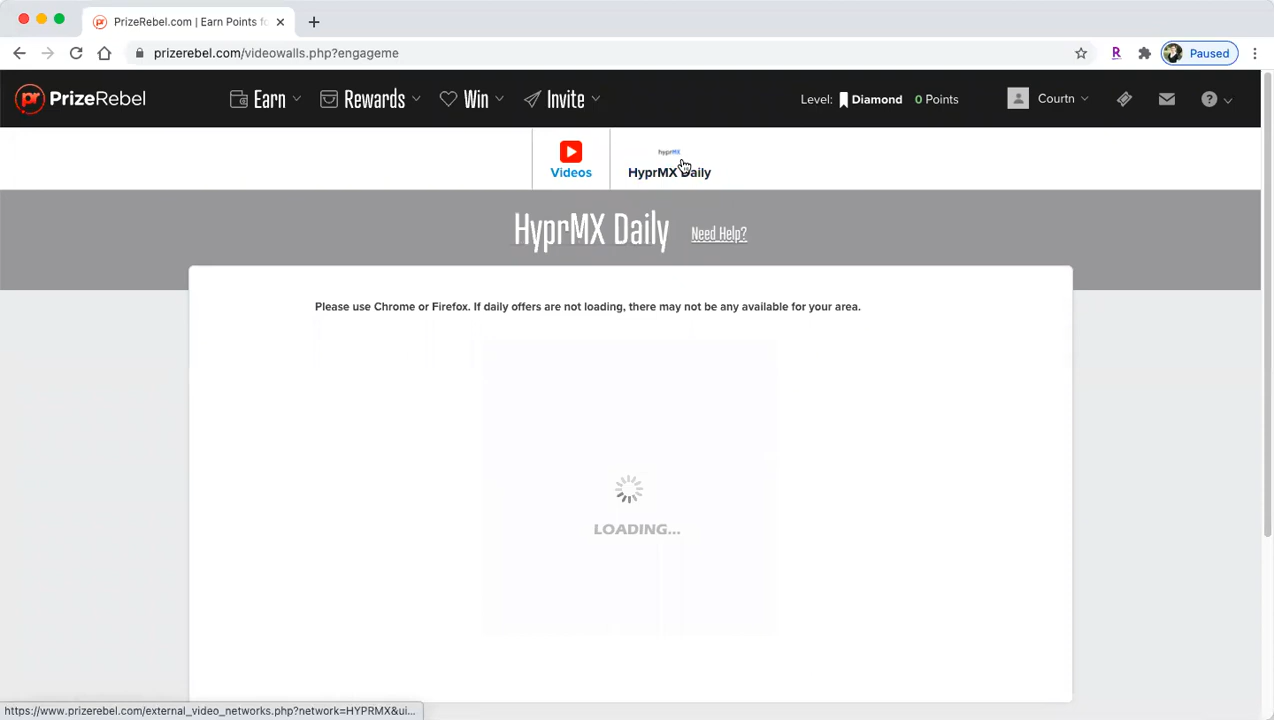 PrizeRebel.com | Earn Points fo
prizerebel.com/videowalls.php?engageme
R
Paused
pr PrizeRebel
Earn
Rewards
Win
Invite
Level: Diamond 0 Points
Courtn
?
Videos
hyprMX
HyprMX Daily
HyprMX Daily
Need Help?
Please use Chrome or Firefox. If daily offers are not loading, there may not be any available for your area.
LOADING...
https://www.prizerebel.com/external_video_networks.php?network=HYPRMX&ui...